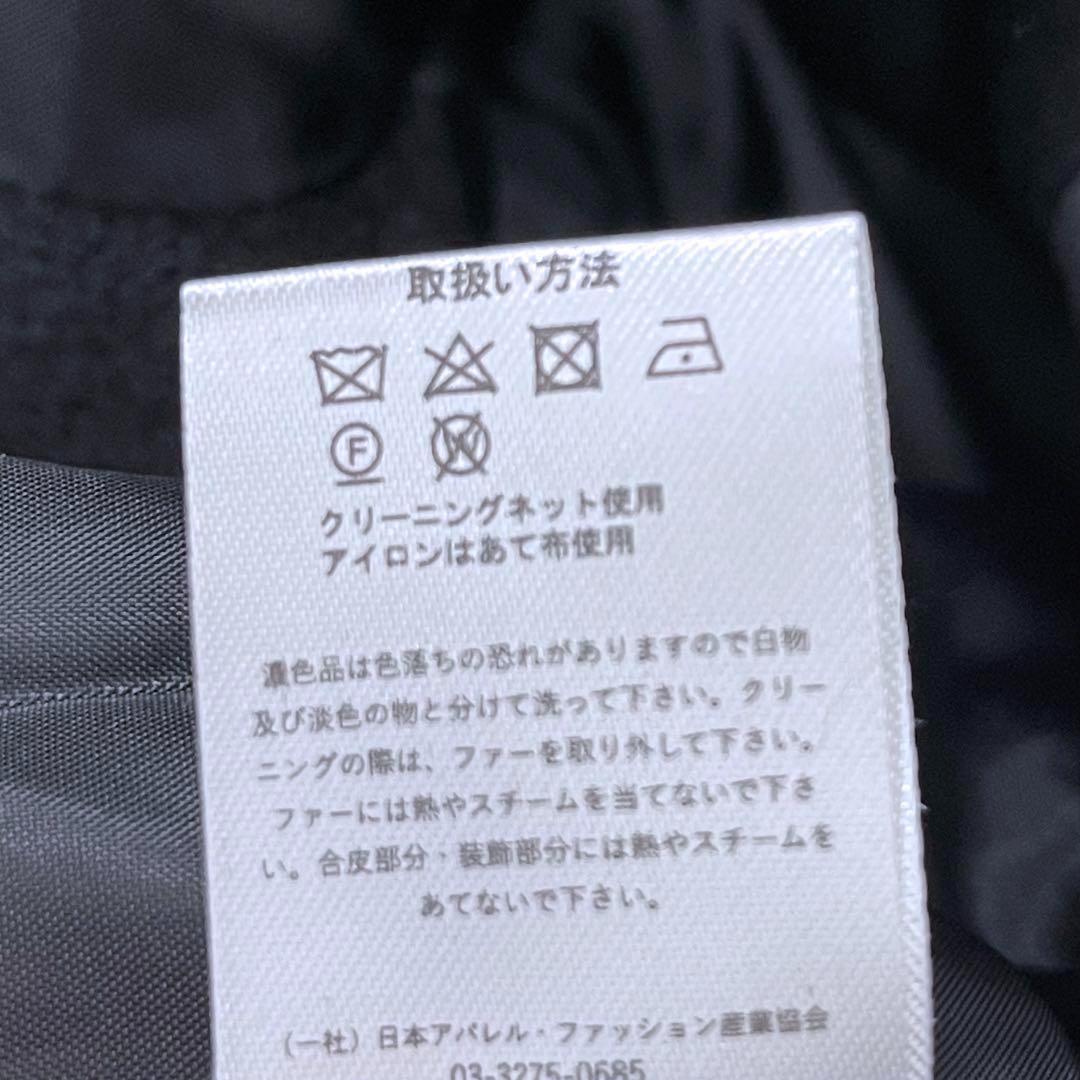 取扱い方法
F W
クリーニングネット使用
アイロンはあて布使用
濃色品は色落ちの恐れがありますので白物
及び淡色の物と分けて洗って下さい。クリー
ニングの際は、ファーを取り外して下さい。
ファーには熱やスチームを当てないで下さ
い。合皮部分・装飾部分には熱やスチームを
あてないで下さい。
(一社)日本アパレル・ファッション産業協会
03-3275-0685